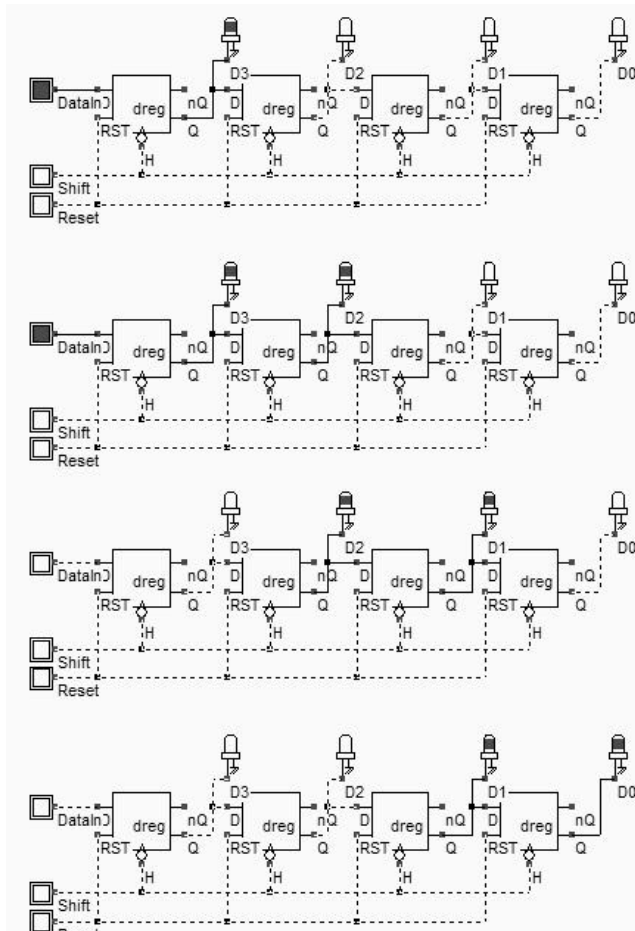 D3 D2 D1 D0
DataIn D dreg nQ D dreg nQ D dreg nQ D dreg nQ
RST Q RST Q RST Q RST Q
H H H H
Shift
Reset
D3 D2 D1 D0
DataIn D dreg nQ D dreg nQ D dreg nQ D dreg nQ
RST Q RST Q RST Q RST Q
H H H H
Shift
Reset
D3 D2 D1 D0
DataIn D dreg nQ D dreg nQ D dreg nQ D dreg nQ
RST Q RST Q RST Q RST Q
H H H H
Shift
Reset
D3 D2 D1 D0
DataIn D dreg nQ D dreg nQ D dreg nQ D dreg nQ
RST Q RST Q RST Q RST Q
H H H H
Shift